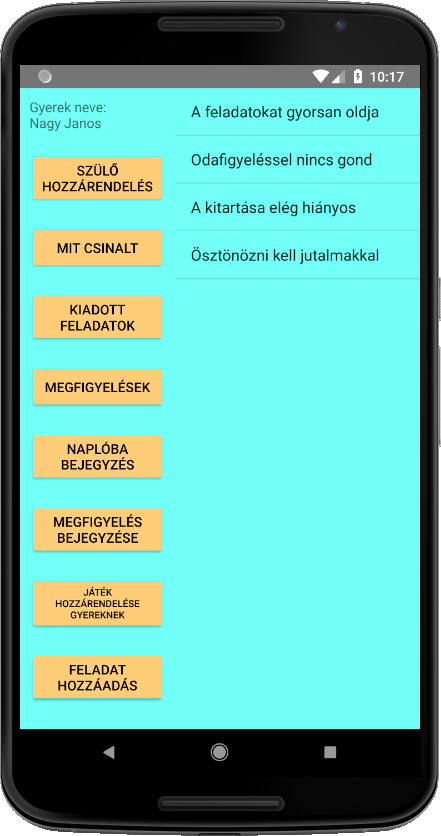 10:17
Gyerek neve:
Nagy Janos
SZÜLŐ
HOZZÁRENDELÉS
MIT CSINALT
KIADOTT
FELADATOK
MEGFIGYELÉSEK
NAPLÓBA
BEJEGYZÉS
MEGFIGYELÉS
BEJEGYZÉSE
JÁTÉK
HOZZÁRENDELÉSE
GYEREKNEK
FELADAT
HOZZÁADÁS
A feladatokat gyorsan oldja
Odafigyeléssel nincs gond
A kitartása elég hiányos
Ösztönözni kell jutalmakkal